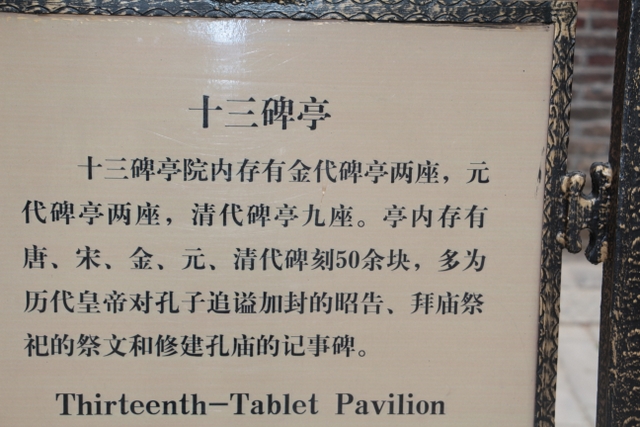 十三碑亭
十三碑亭院内存有金代碑亭两座，元
代碑亭两座，清代碑亭九座。亭内存有
唐、宋、金、元、清代碑刻50余块，多为
历代皇帝对孔子追谥加封的昭告、拜庙祭
祀的祭文和修建孔庙的记事碑。
Thirteenth-Tablet Pavilion